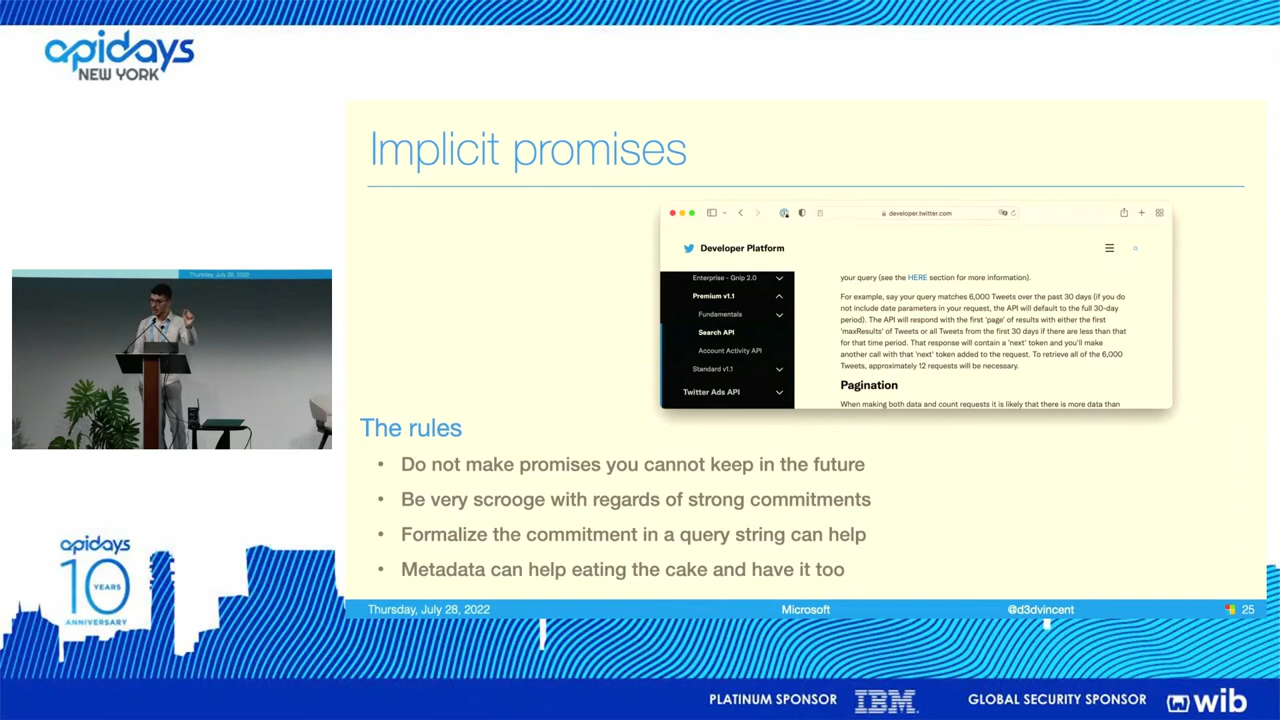 apidays
NEW YORK
Implicit promises
developer.twitter.com
Developer Platform
Enterprise - Gnip 2.0
Premium v1.1
Fundamentals
Search API
Account Activity API
Standard v1.1
Twitter Ads API
your query (see the HERE section for more information).
For example, say your query matches 6,000 Tweets over the past 30 days (if you do
not include date parameters in your request, the API will default to the full 30-day
period). The API will respond with the first 'page' of results with either the first
'maxResults' of Tweets or all Tweets from the first 30 days if there are less than that
for that time period. That response will contain a 'next' token and you'll make
another call with that 'next' token added to the request. To retrieve all of the 6,000
Tweets, approximately 12 requests will be necessary.
Pagination
When making both data and count requests it is likely that there is more data than
Thursday, July 28, 2022
The rules
• Do not make promises you cannot keep in the future
• Be very scrooge with regards of strong commitments
• Formalize the commitment in a query string can help
• Metadata can help eating the cake and have it too
apidays
10
YEARS
ANNIVERSARY
Thursday, July 28, 2022 Microsoft @d3dvincent 25
PLATINUM SPONSOR IBM GLOBAL SECURITY SPONSOR wib